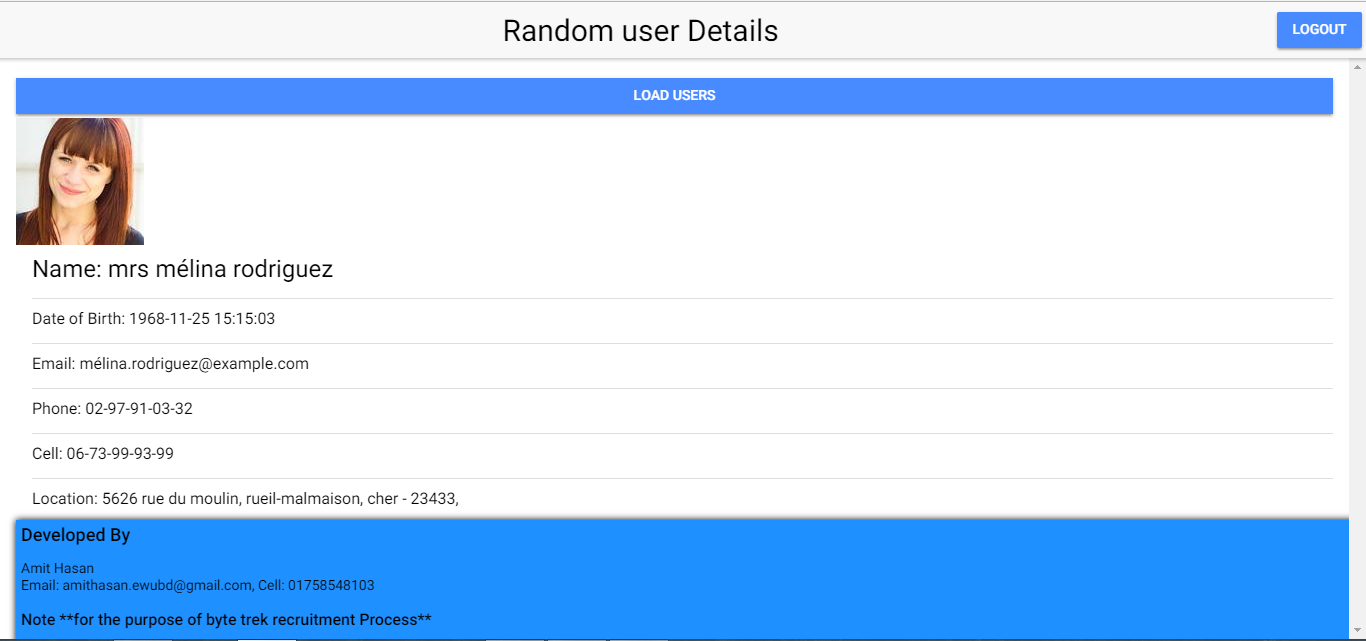 Random user Details
LOGOUT
LOAD USERS
Name: mrs mélina rodriguez
Date of Birth: 1968-11-25 15:15:03
Email: mélina.rodriguez@example.com
Phone: 02-97-91-03-32
Cell: 06-73-99-93-99
Location: 5626 rue du moulin, rueil-malmaison, cher - 23433,
Developed By
Amit Hasan
Email: amithasan.ewubd@gmail.com, Cell: 01758548103
Note **for the purpose of byte trek recruitment Process**